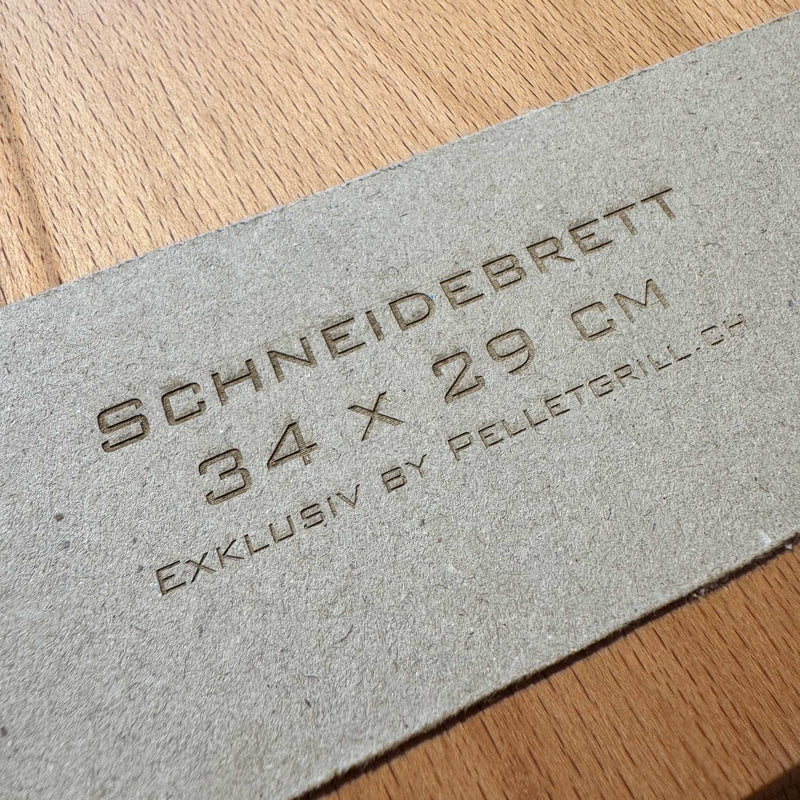 Schneidebrett
34 x 29 cm
Exklusiv by Pelletgrill.ch